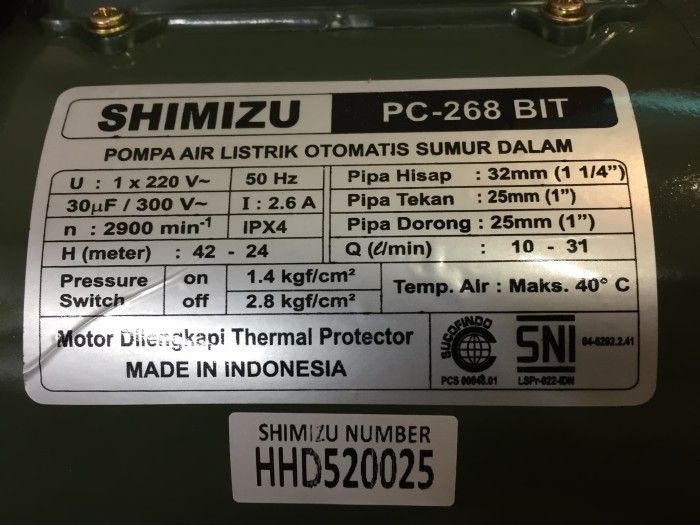 SHIMIZU
PC-268 BIT
POMPA AIR LISTRIK OTOMATIS SUMUR DALAM
U : 1 x 220 V~ 50 Hz
30μF / 300 V~ I : 2.6 A
n : 2900 min⁻¹ IPX4
H (meter) : 42 - 24
Pipa Hisap : 32mm (1 1/4")
Pipa Tekan : 25mm (1")
Pipa Dorong : 25mm (1")
Q (ℓ/min) : 10 - 31
Pressure Switch
on 1.4 kgf/cm²
off 2.8 kgf/cm²
Temp. Air : Maks. 40° C
Motor Dilengkapi Thermal Protector
MADE IN INDONESIA
SUCOFINDO
PCS 00048.01
SNI
04-6292.2.41
LSPr-022-IDN
SHIMIZU NUMBER
HHD520025